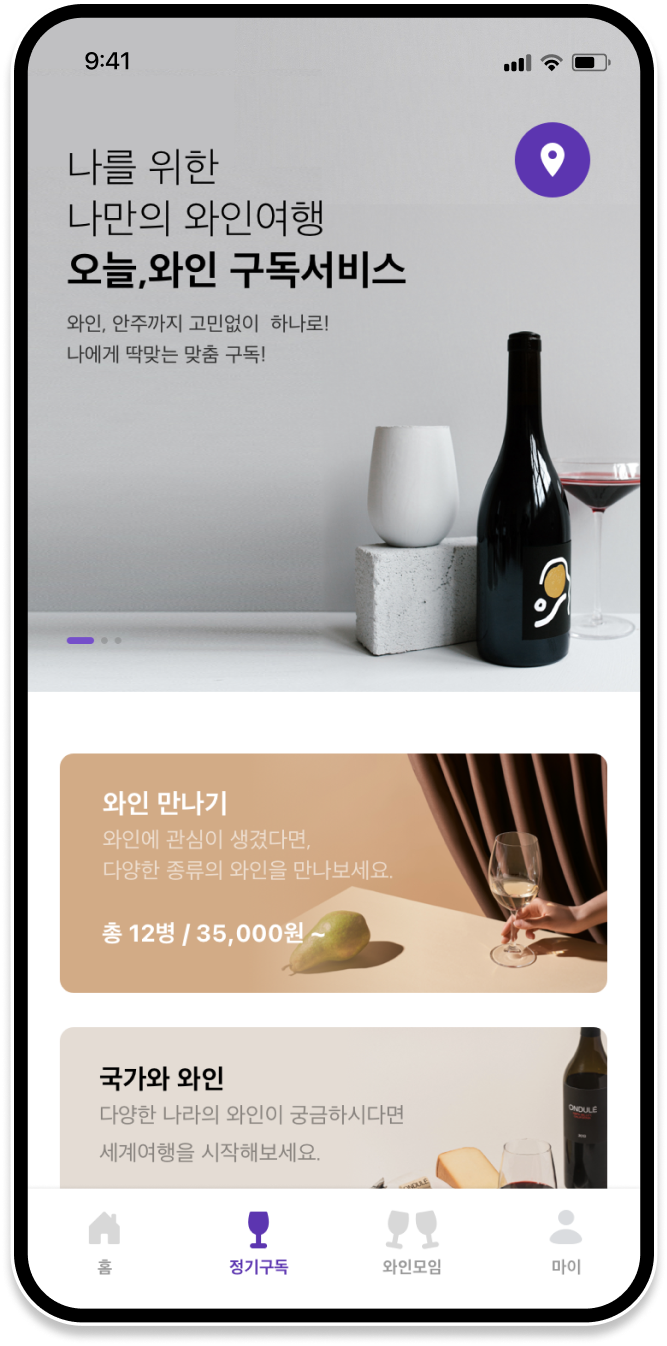 9:41
나를 위한
나만의 와인여행
오늘,와인 구독서비스
와인, 안주까지 고민없이 하나로!
나에게 딱맞는 맞춤 구독!
와인 만나기
와인에 관심이 생겼다면,
다양한 종류의 와인을 만나보세요.
총 12병 / 35,000원 ~
국가와 와인
다양한 나라의 와인이 궁금하시다면
세계여행을 시작해보세요.
ONDULÉ
홈
정기구독
와인모임
마이